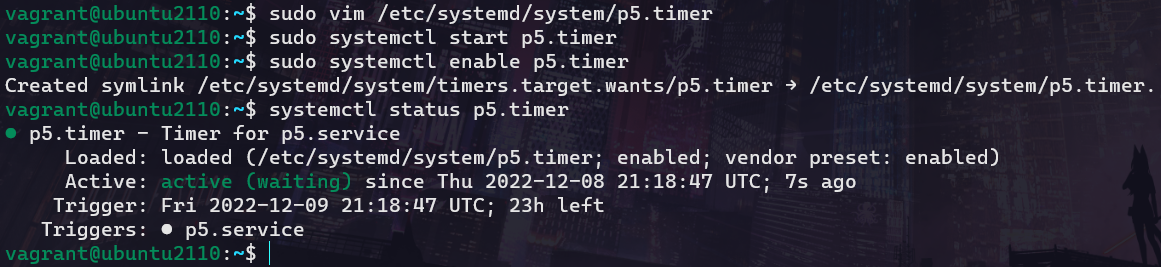 vagrant@ubuntu2110:~$ sudo vim /etc/systemd/system/p5.timer
vagrant@ubuntu2110:~$ sudo systemctl start p5.timer
vagrant@ubuntu2110:~$ sudo systemctl enable p5.timer
Created symlink /etc/systemd/system/timers.target.wants/p5.timer → /etc/systemd/system/p5.timer.
vagrant@ubuntu2110:~$ systemctl status p5.timer
● p5.timer - Timer for p5.service
Loaded: loaded (/etc/systemd/system/p5.timer; enabled; vendor preset: enabled)
Active: active (waiting) since Thu 2022-12-08 21:18:47 UTC; 7s ago
Trigger: Fri 2022-12-09 21:18:47 UTC; 23h left
Triggers: ● p5.service
vagrant@ubuntu2110:~$